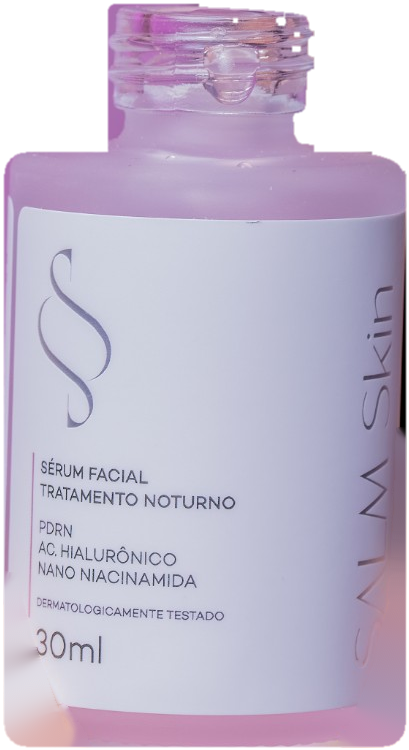 SÉRUM FACIAL
TRATAMENTO NOTURNO
PDRN
AC. HIALURÔNICO
NANO NIACINAMIDA
DERMATOLOGICAMENTE TESTADO
30ml
SALM Skin